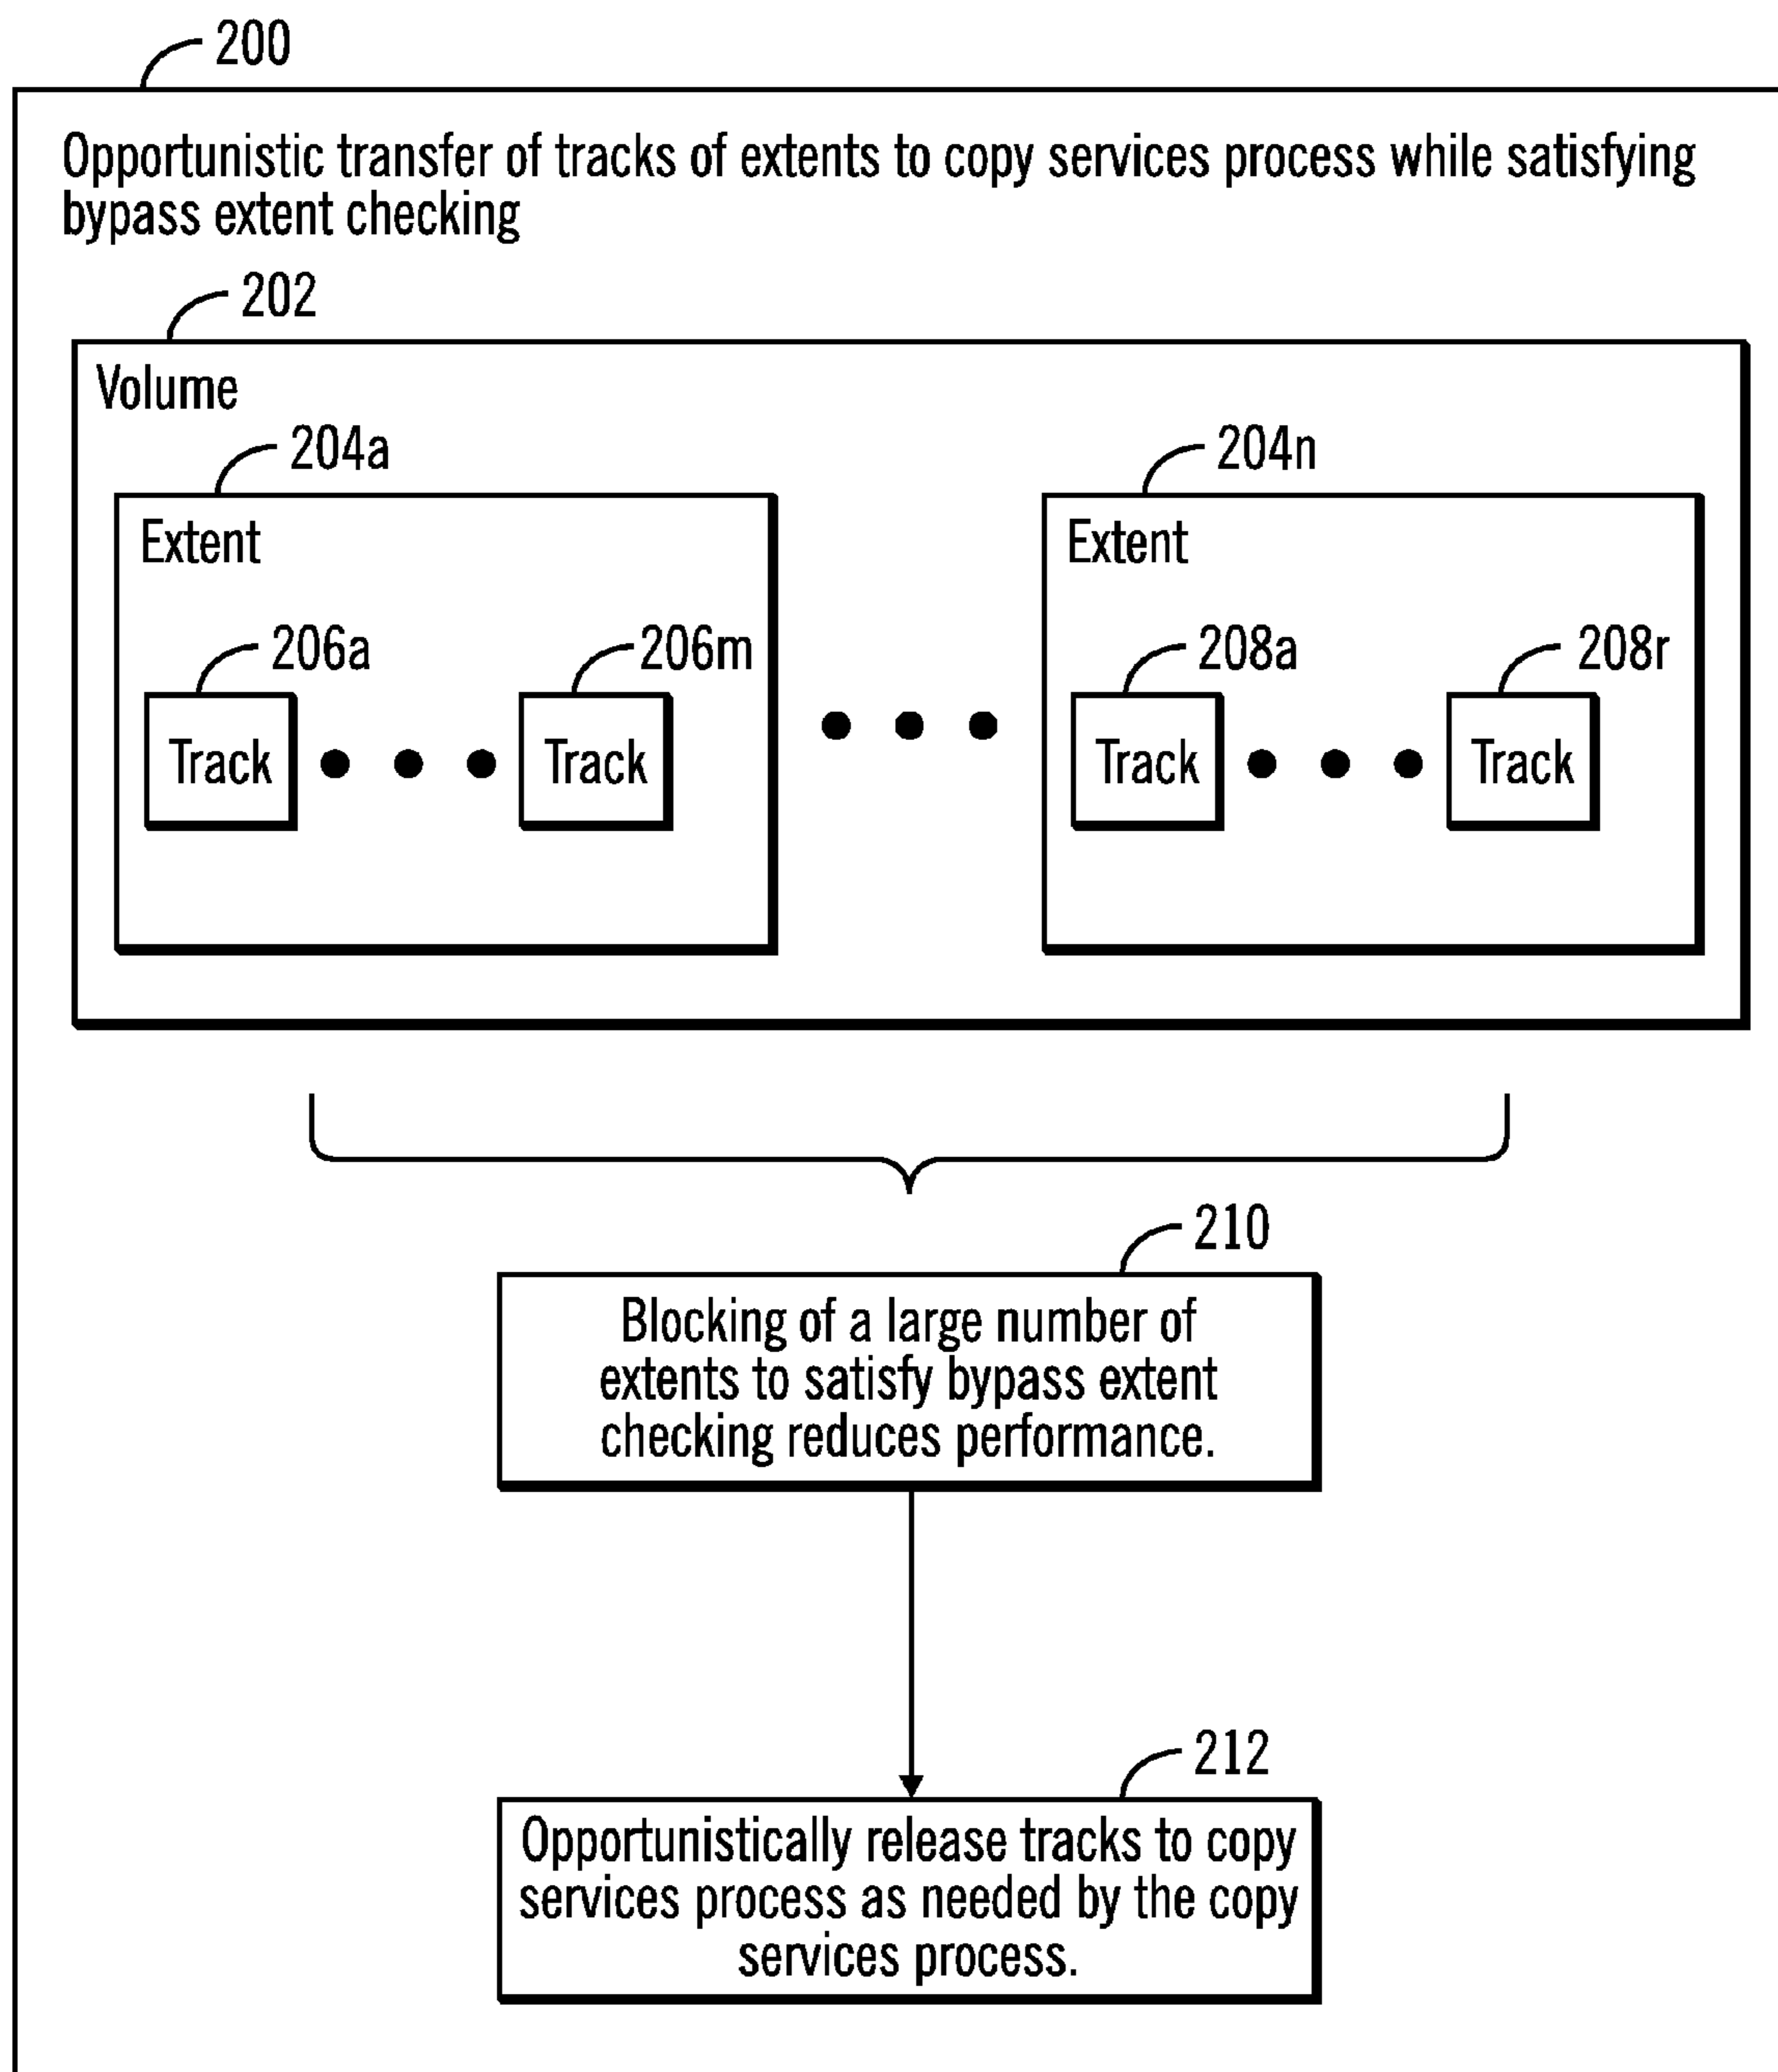 200
Opportunistic transfer of tracks of extents to copy services process while satisfying
bypass extent checking
202
Volume
204a
204n
Extent
Extent
206a
206m
208a
208r
Track
Track
Track
Track
210
Blocking of a large number of
extents to satisfy bypass extent
checking reduces performance.
212
Opportunistically release tracks to copy
services process as needed by the copy
services process.